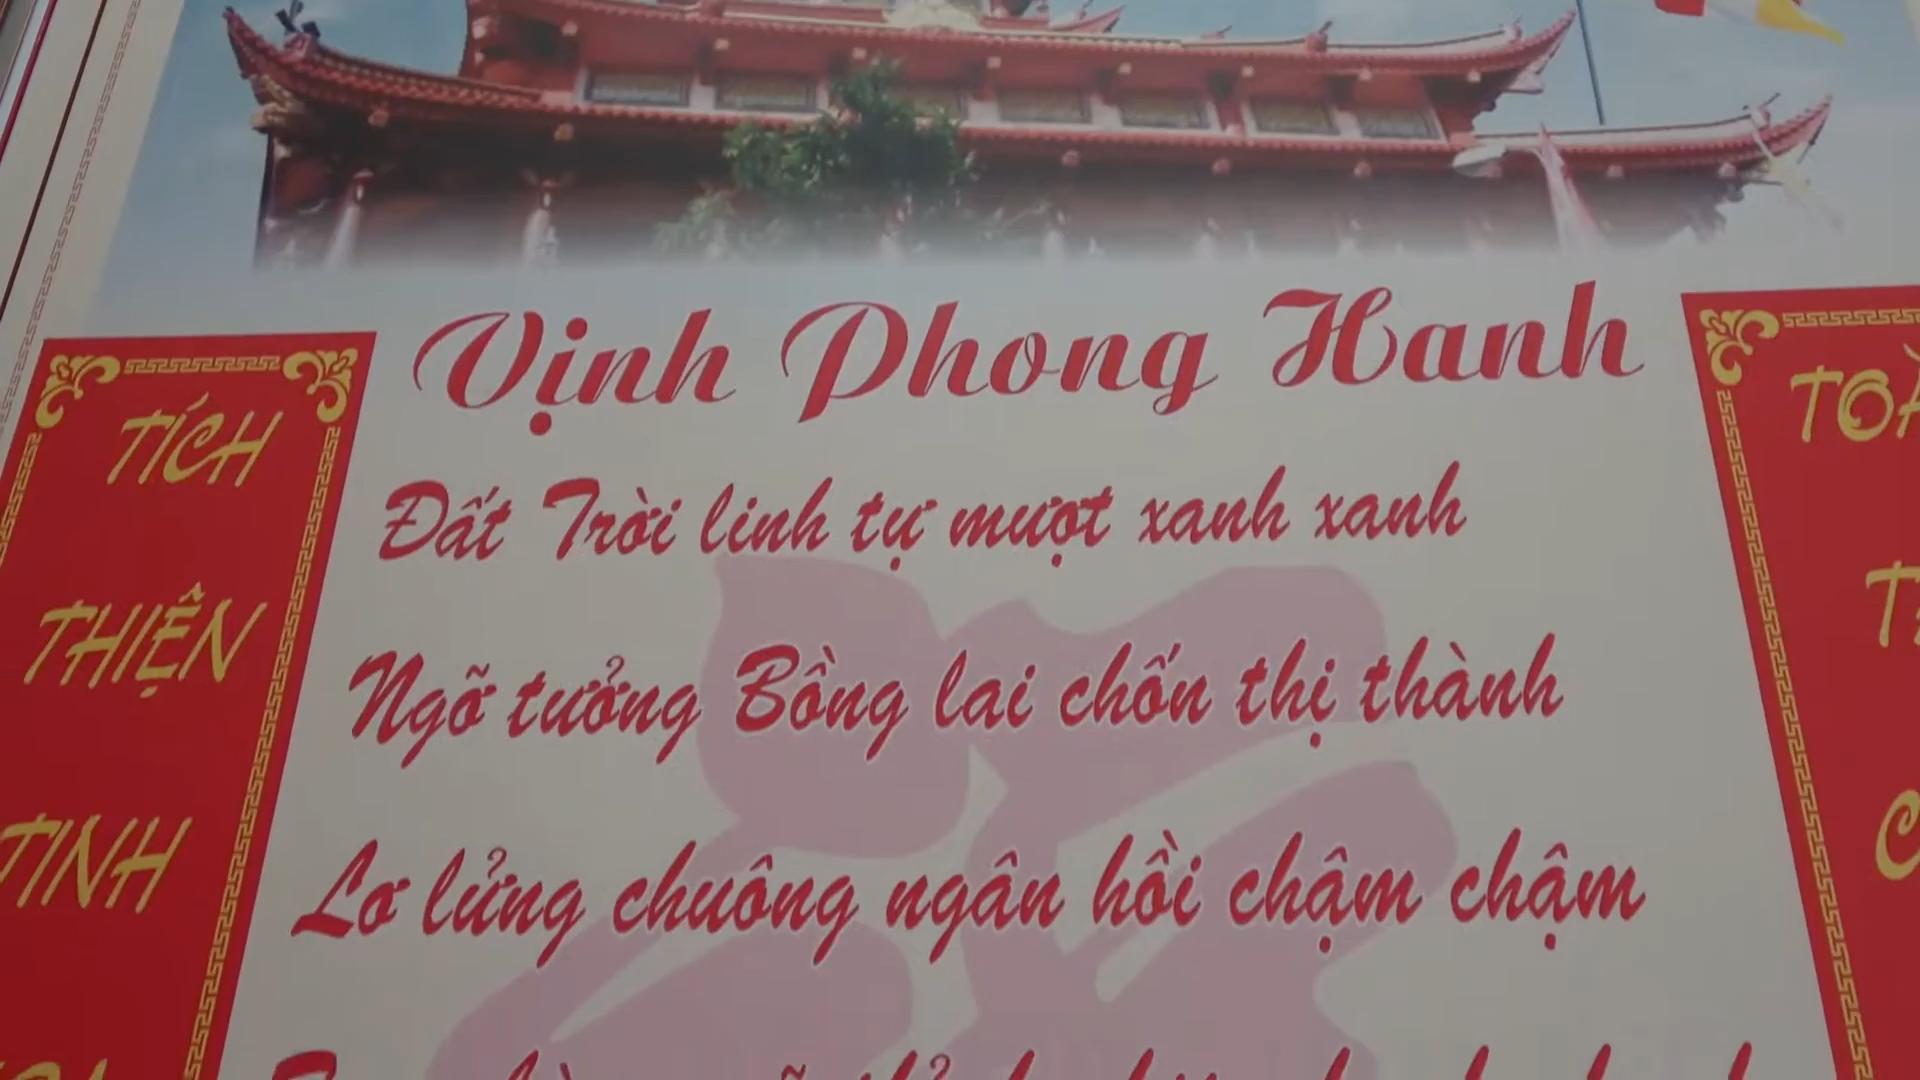 Vịnh Phong Hanh
Đất Trời linh tự mượt xanh xanh
Ngỡ tưởng Bồng lai chốn thị thành
Lơ lửng chuông ngân hồi chậm chậm
TÍCH
THIỆN
TINH